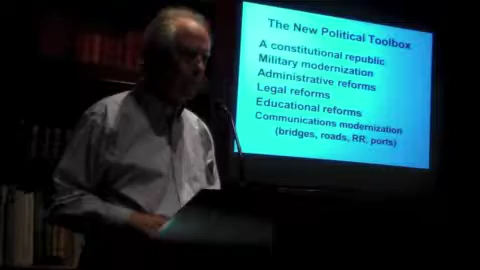 The New Political Toolbox
A constitutional republic
Military modernization
Administrative reforms
Legal reforms
Educational reforms
Communications modernization
(bridges, roads, RR, ports)